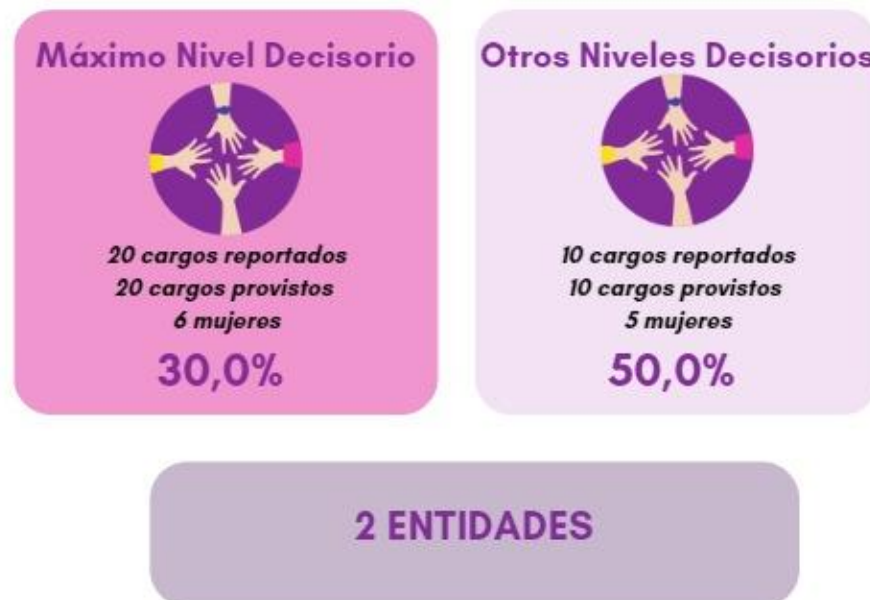 Máximo Nivel Decisorio
20 cargos reportados
20 cargos provistos
6 mujeres
30,0%
Otros Niveles Decisorios
10 cargos reportados
10 cargos provistos
5 mujeres
50,0%
2 ENTIDADES